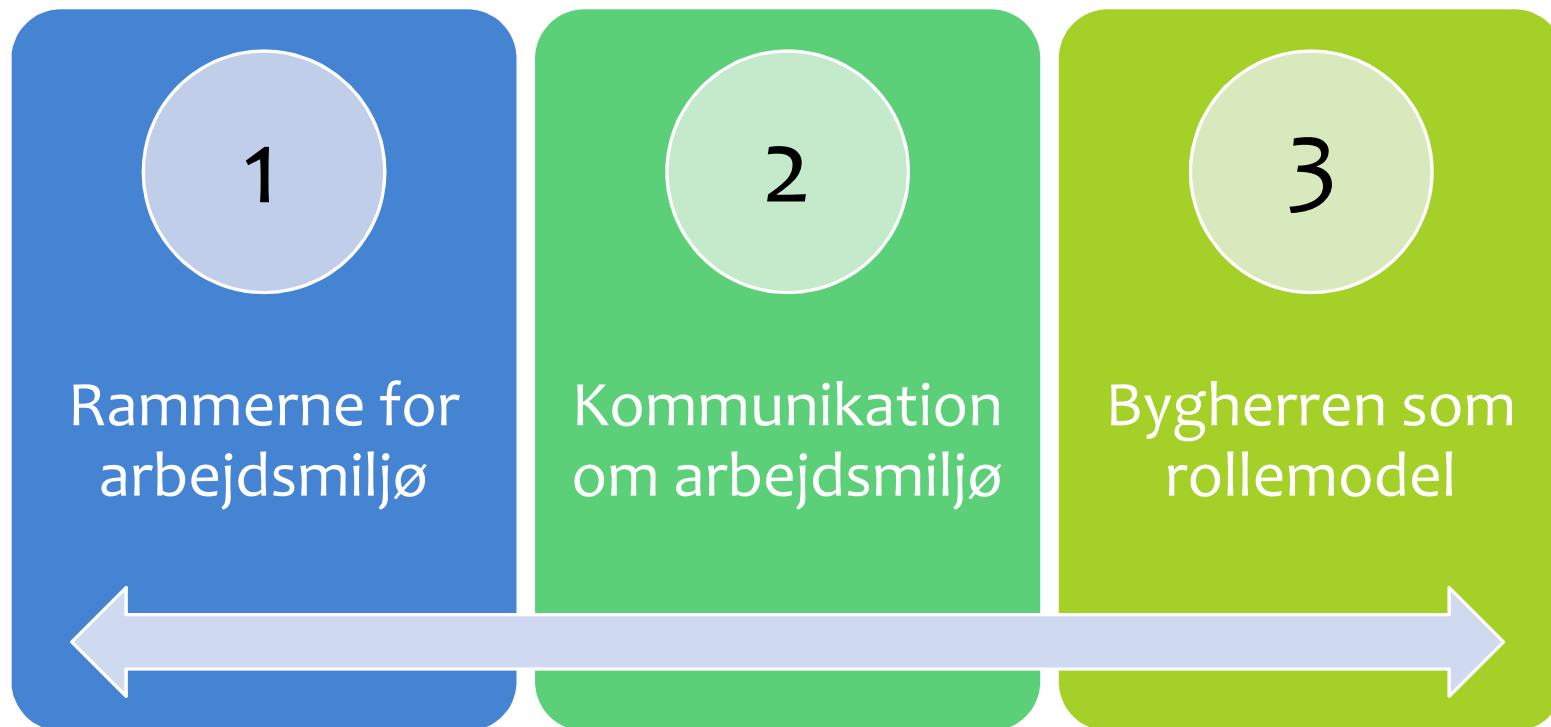 1
Rammerne for
arbejdsmiljø
2
Kommunikation
om arbejdsmiljø
3
Bygherren som
rollemodel